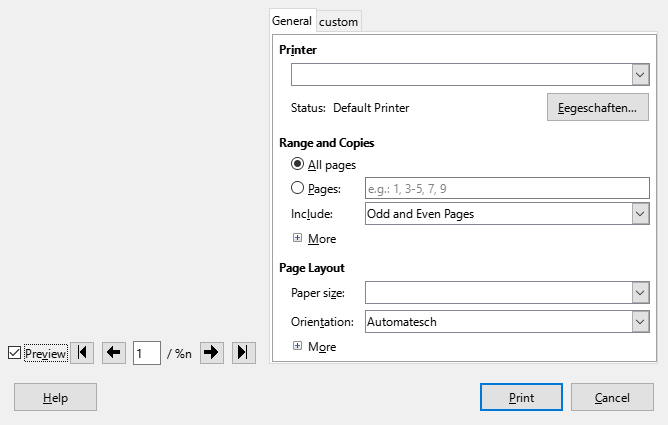 General custom
Printer
Status: Default Printer Eegeschaften...
Range and Copies
All pages
Pages: e.g.: 1, 3-5, 7, 9
Include: Odd and Even Pages
More
Page Layout
Paper size:
Orientation: Automatesch
More
Preview 1 / %n
Help Print Cancel